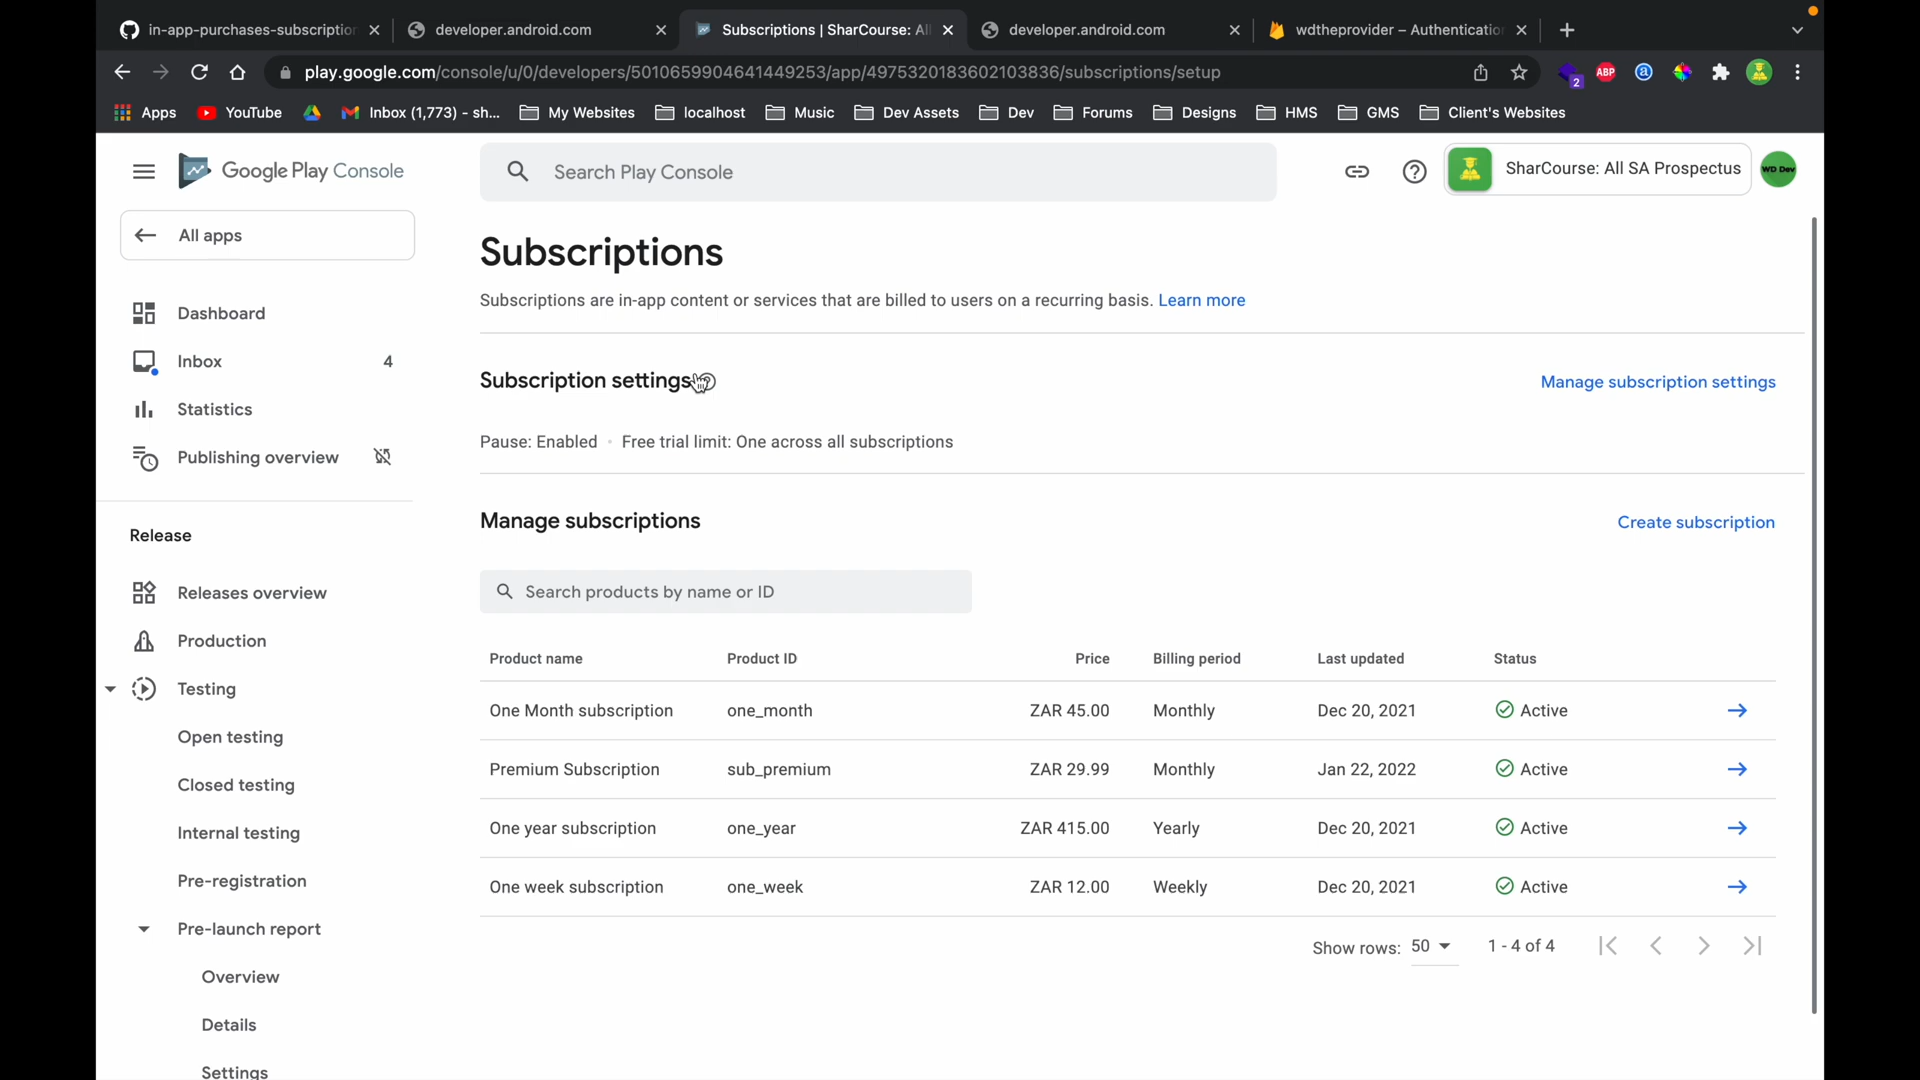 in-app-purchases-subscription
developer.android.com
Subscriptions | SharCourse: All
developer.android.com
wdtheprovider – Authentication
play.google.com/console/u/0/developers/5010659904641449253/app/4975320183602103836/subscriptions/setup
2
ABP
a
Apps
YouTube
Inbox (1,773) - sh...
My Websites
localhost
Music
Dev Assets
Dev
Forums
Designs
HMS
GMS
Client's Websites
Google Play Console
Search Play Console
SharCourse: All SA Prospectus
WD Dev
All apps
Dashboard
Inbox 4
Statistics
Publishing overview
Release
Releases overview
Production
Testing
Open testing
Closed testing
Internal testing
Pre-registration
Pre-launch report
Overview
Details
Settings
Subscriptions
Subscriptions are in-app content or services that are billed to users on a recurring basis. Learn more
Subscription settings
Manage subscription settings
Pause: Enabled • Free trial limit: One across all subscriptions
Manage subscriptions
Create subscription
Search products by name or ID
Product name Product ID Price Billing period Last updated Status
One Month subscription one_month ZAR 45.00 Monthly Dec 20, 2021 Active
Premium Subscription sub_premium ZAR 29.99 Monthly Jan 22, 2022 Active
One year subscription one_year ZAR 415.00 Yearly Dec 20, 2021 Active
One week subscription one_week ZAR 12.00 Weekly Dec 20, 2021 Active
Show rows: 50 1 - 4 of 4